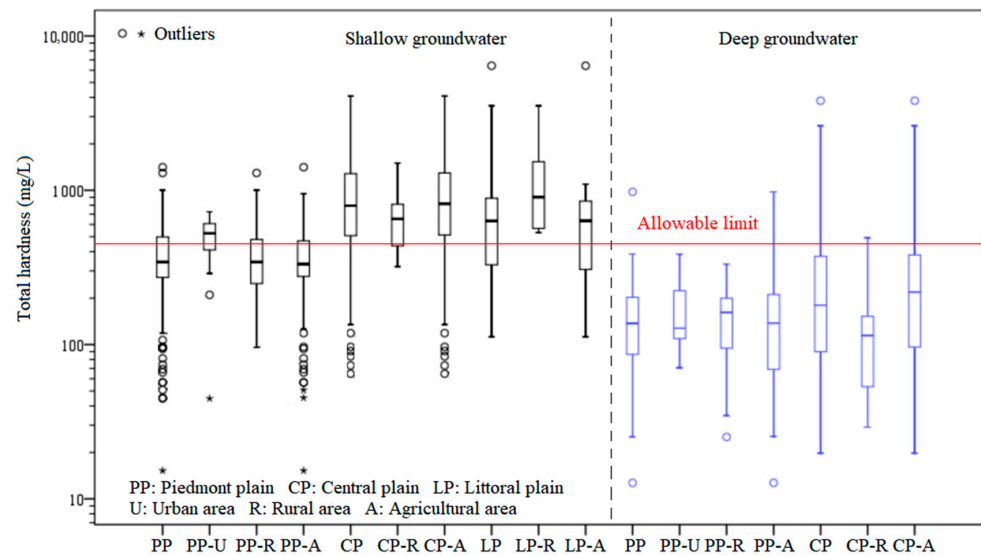 10,000
○ ★ Outliers
Shallow groundwater
Deep groundwater
1000
Total hardness (mg/L)
Allowable limit
100
10
PP: Piedmont plain CP: Central plain LP: Littoral plain
U: Urban area R: Rural area A: Agricultural area
PP PP-U PP-R PP-A CP CP-R CP-A LP LP-R LP-A PP PP-U PP-R PP-A CP CP-R CP-A